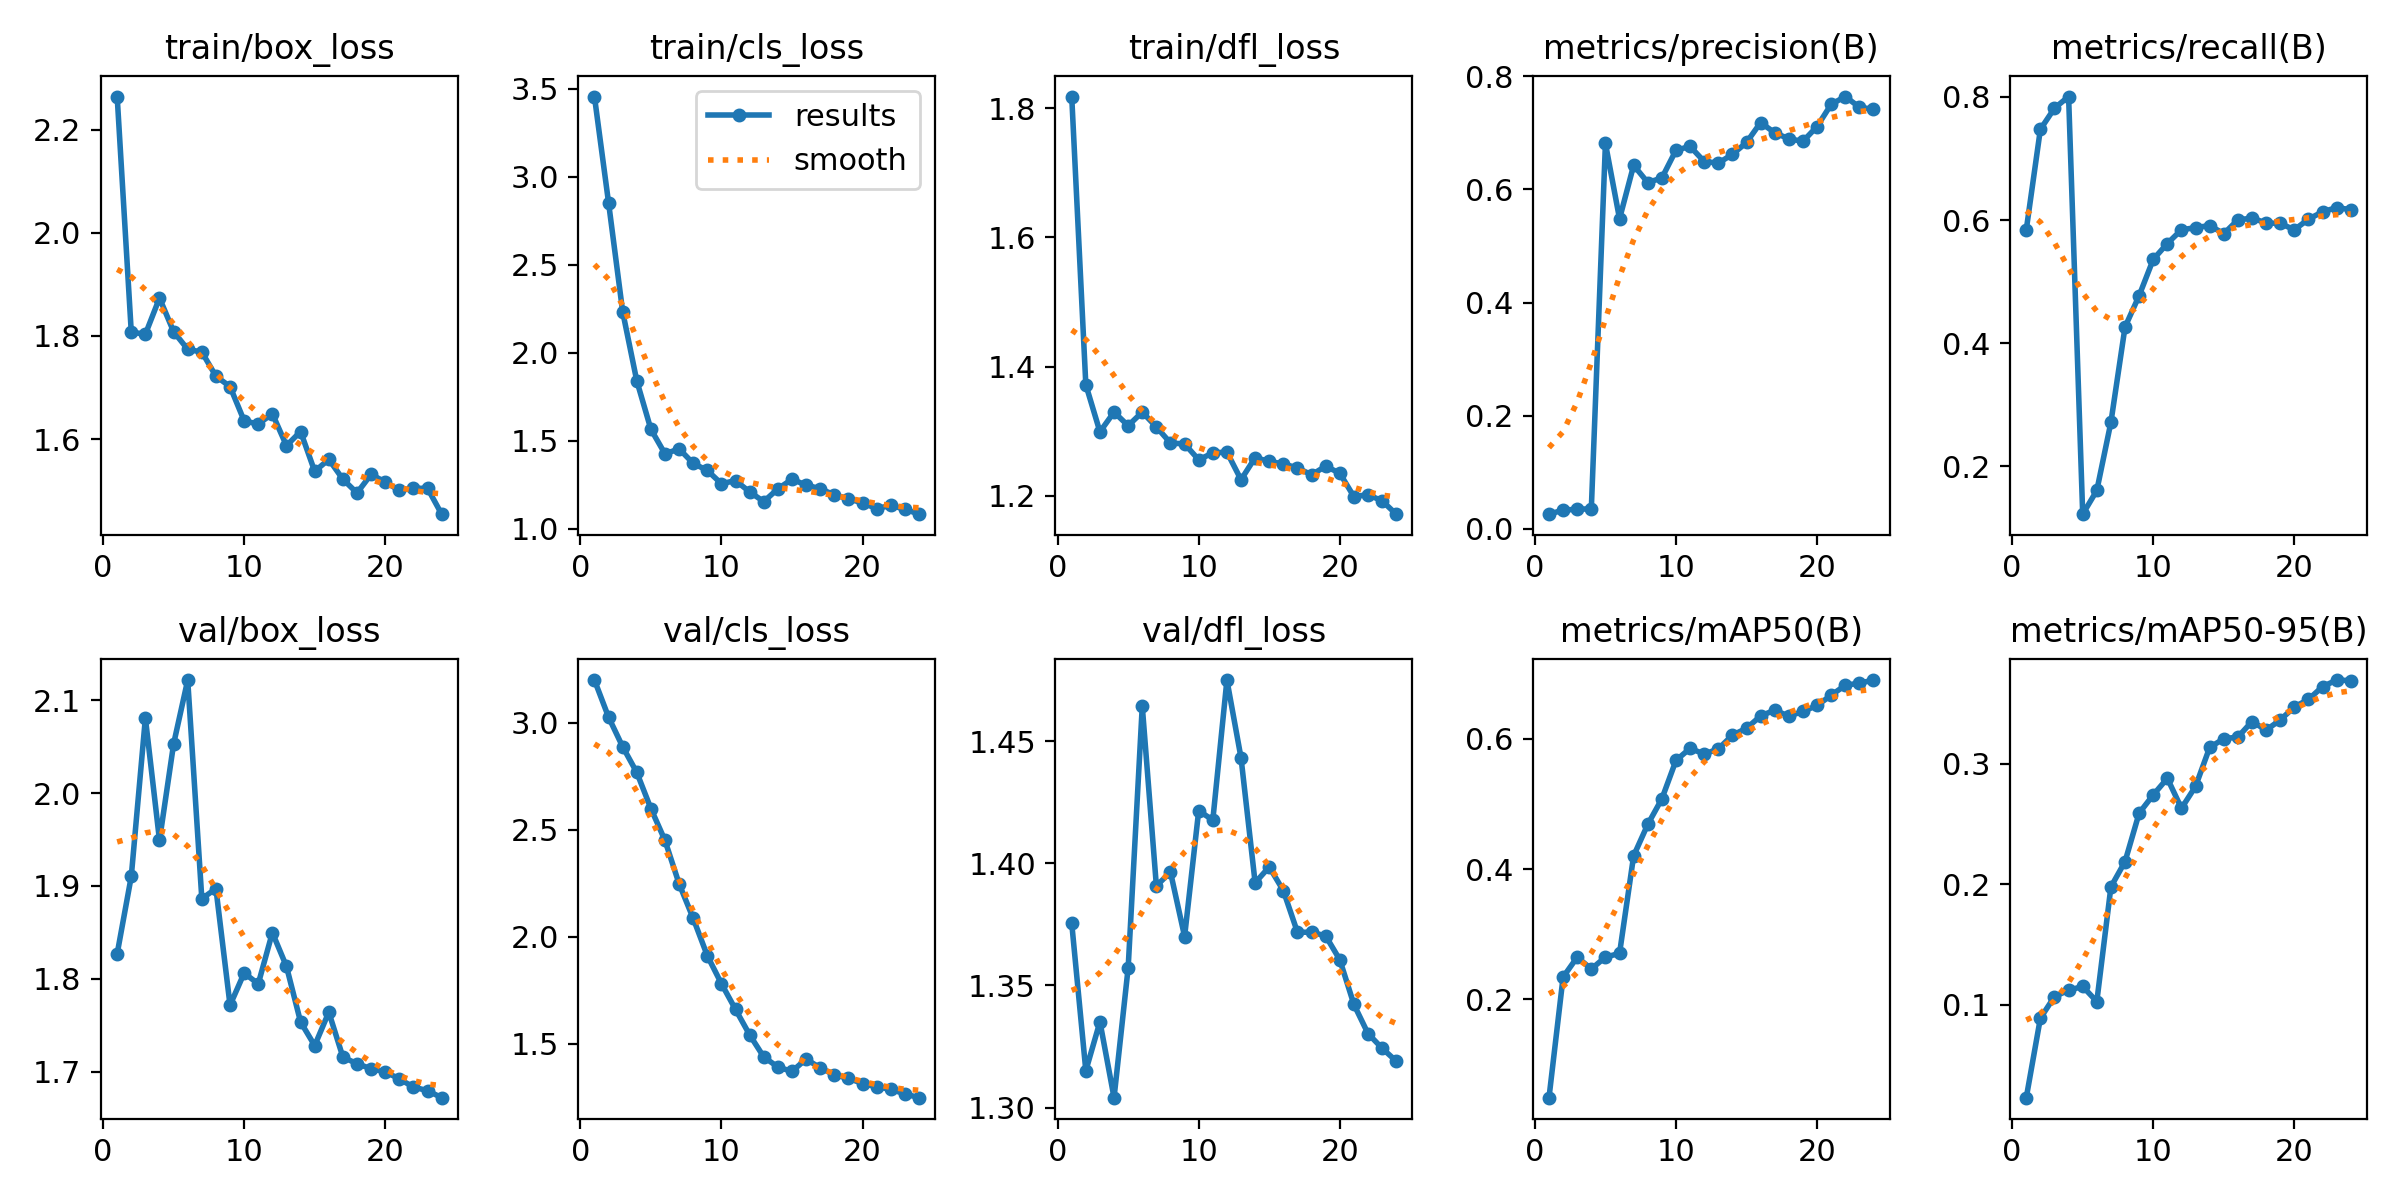 train/box_loss
2.2
2.0
1.8
1.6
0 10 20
train/cls_loss
results
smooth
3.5
3.0
2.5
2.0
1.5
1.0
0 10 20
train/dfl_loss
1.8
1.6
1.4
1.2
0 10 20
metrics/precision(B)
0.8
0.6
0.4
0.2
0.0
0 10 20
metrics/recall(B)
0.8
0.6
0.4
0.2
0 10 20
val/box_loss
2.1
2.0
1.9
1.8
1.7
0 10 20
val/cls_loss
3.0
2.5
2.0
1.5
0 10 20
val/dfl_loss
1.45
1.40
1.35
1.30
0 10 20
metrics/mAP50(B)
0.6
0.4
0.2
0 10 20
metrics/mAP50-95(B)
0.3
0.2
0.1
0 10 20